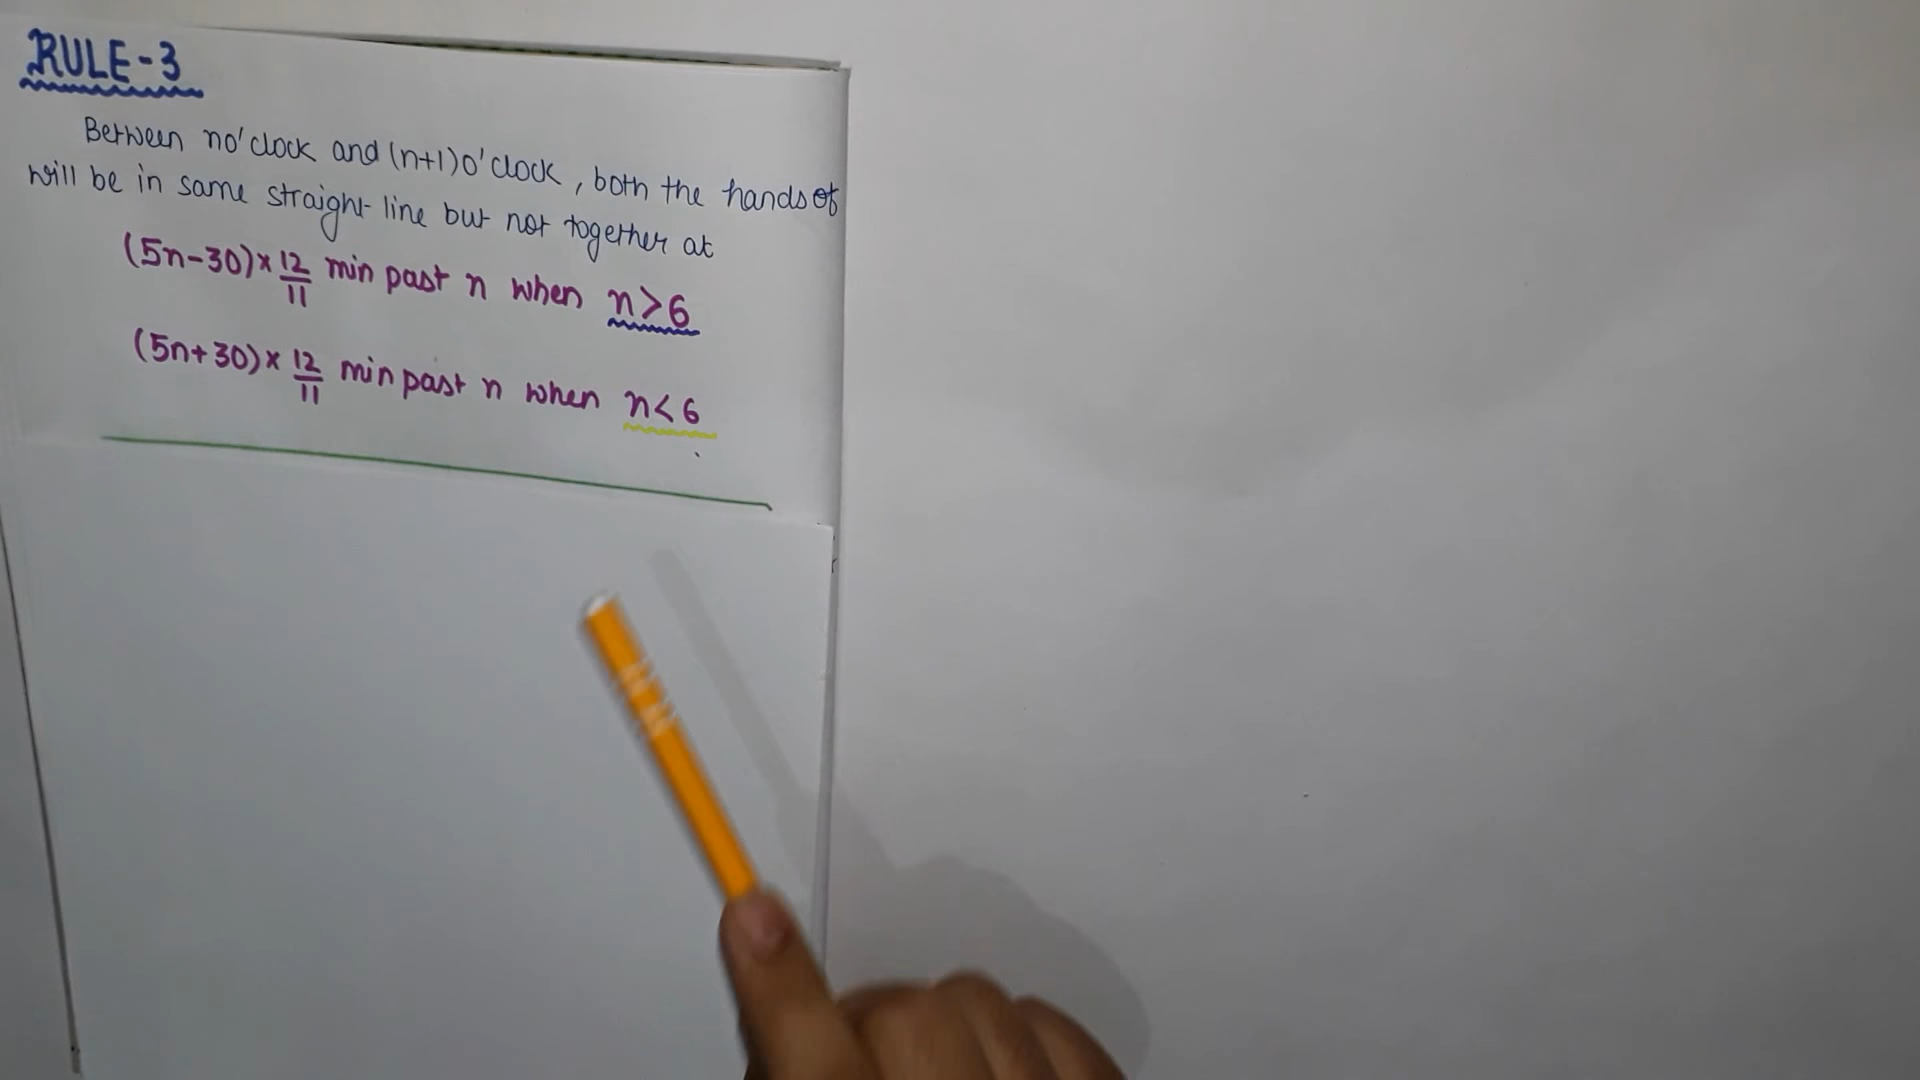 RULE-3
Between no'clock and (n+1)o'clock, both the hands of
will be in same straight line but not together at
(5n-30)×12/11 min past n when n>6
(5n+30)×12/11 min past n when n<6